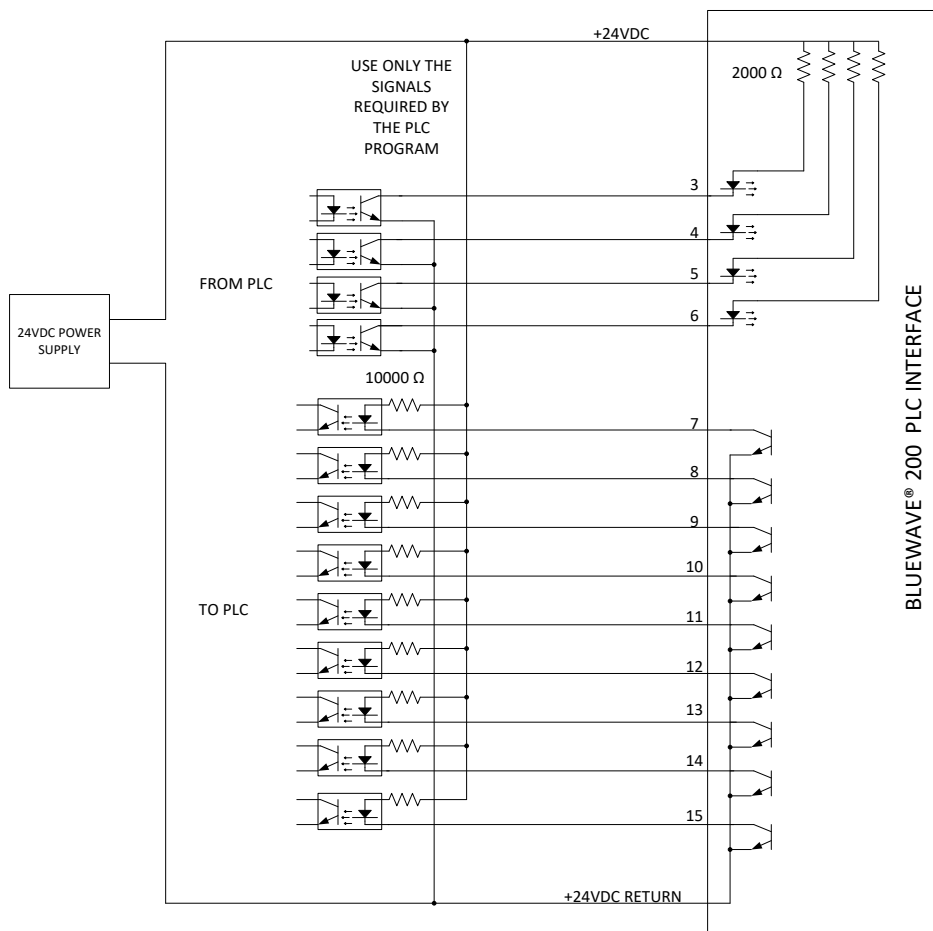 +24VDC
USE ONLY THE
SIGNALS
REQUIRED BY
THE PLC
PROGRAM
2000 Ω
3
4
FROM PLC
5
6
24VDC POWER
SUPPLY
10000 Ω
7
8
9
10
TO PLC
11
12
13
14
15
+24VDC RETURN
BLUEWAVE® 200 PLC INTERFACE